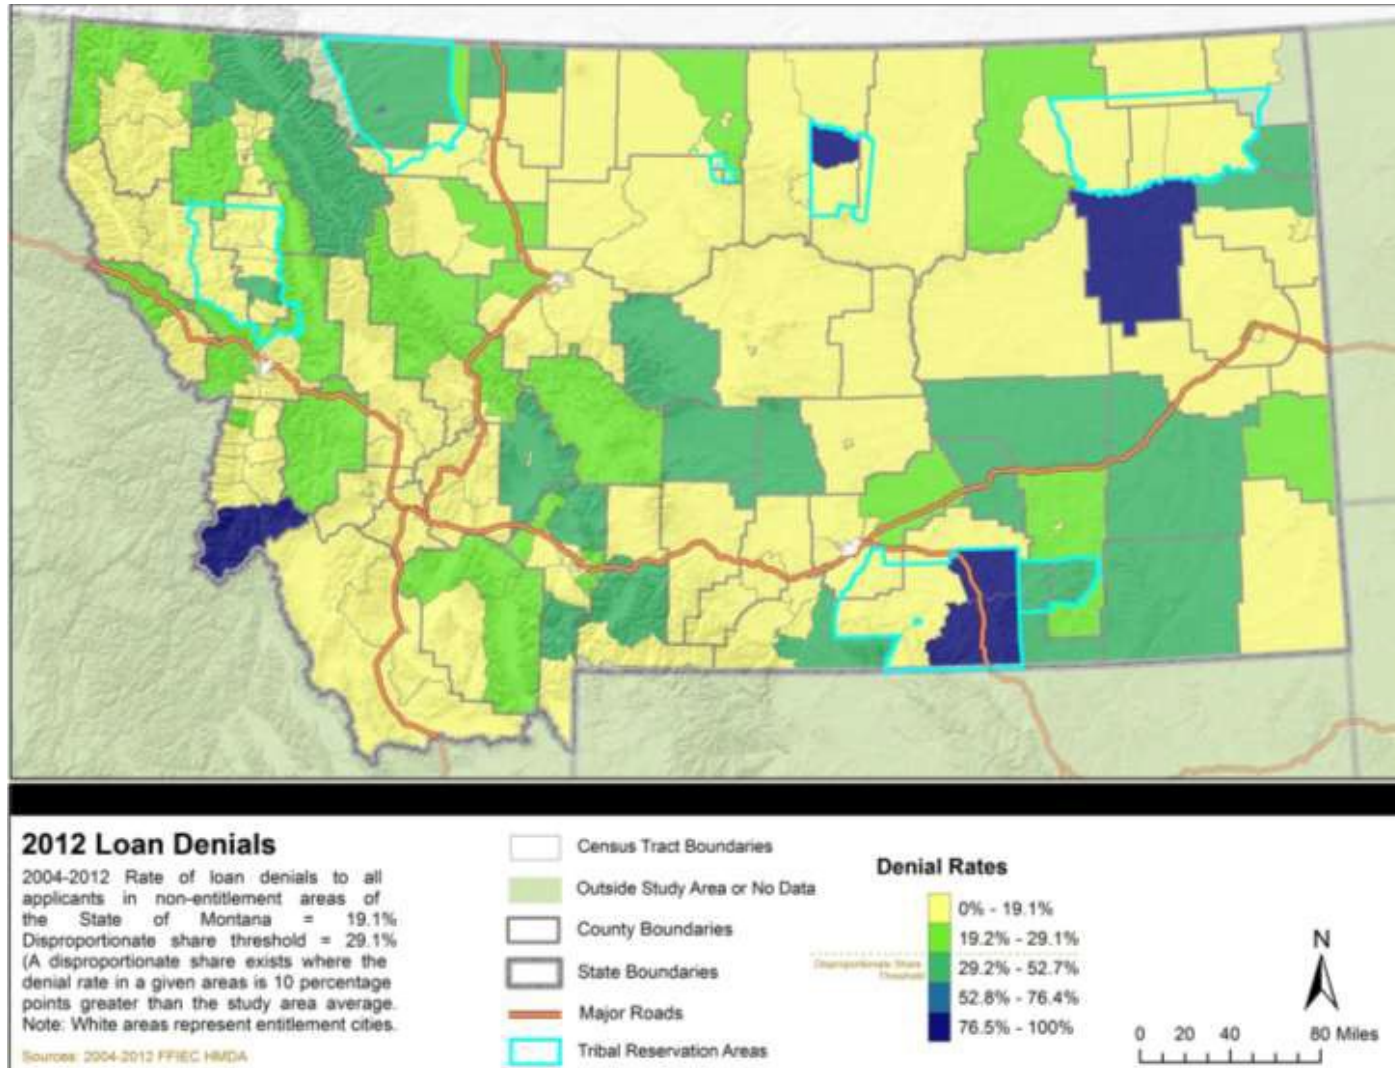 2012 Loan Denials
2004-2012 Rate of loan denials to all
applicants in non-entitlement areas of
the State of Montana = 19.1%
Disproportionate share threshold = 29.1%
(A disproportionate share exists where the
denial rate in a given areas is 10 percentage
points greater than the study area average.
Note: White areas represent entitlement cities.
Sources: 2004-2012 FFIEC HMDA
Census Tract Boundaries
Outside Study Area or No Data
County Boundaries
State Boundaries
Major Roads
Tribal Reservation Areas
Denial Rates
0% - 19.1%
19.2% - 29.1%
Disproportionate Share
Threshold
29.2% - 52.7%
52.8% - 76.4%
76.5% - 100%
N
0 20 40 80 Miles